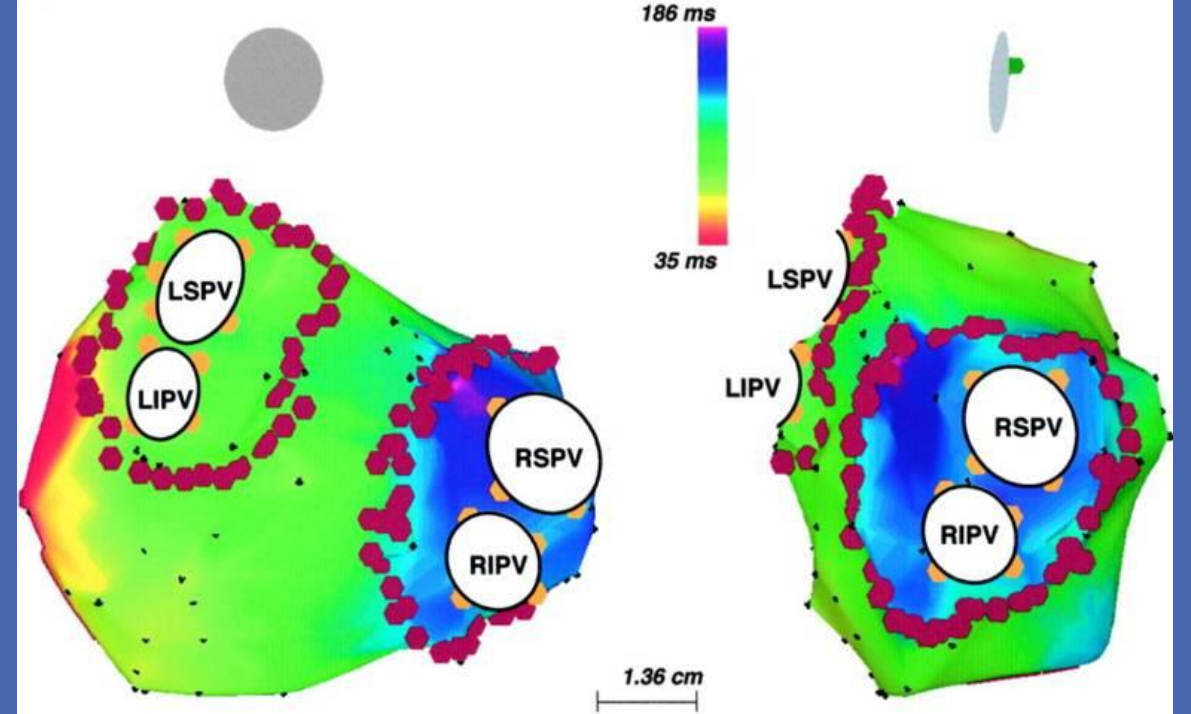 186 ms
35 ms
LSPV
LIPV
RSPV
RIPV
LSPV
LIPV
RSPV
RIPV
1.36 cm